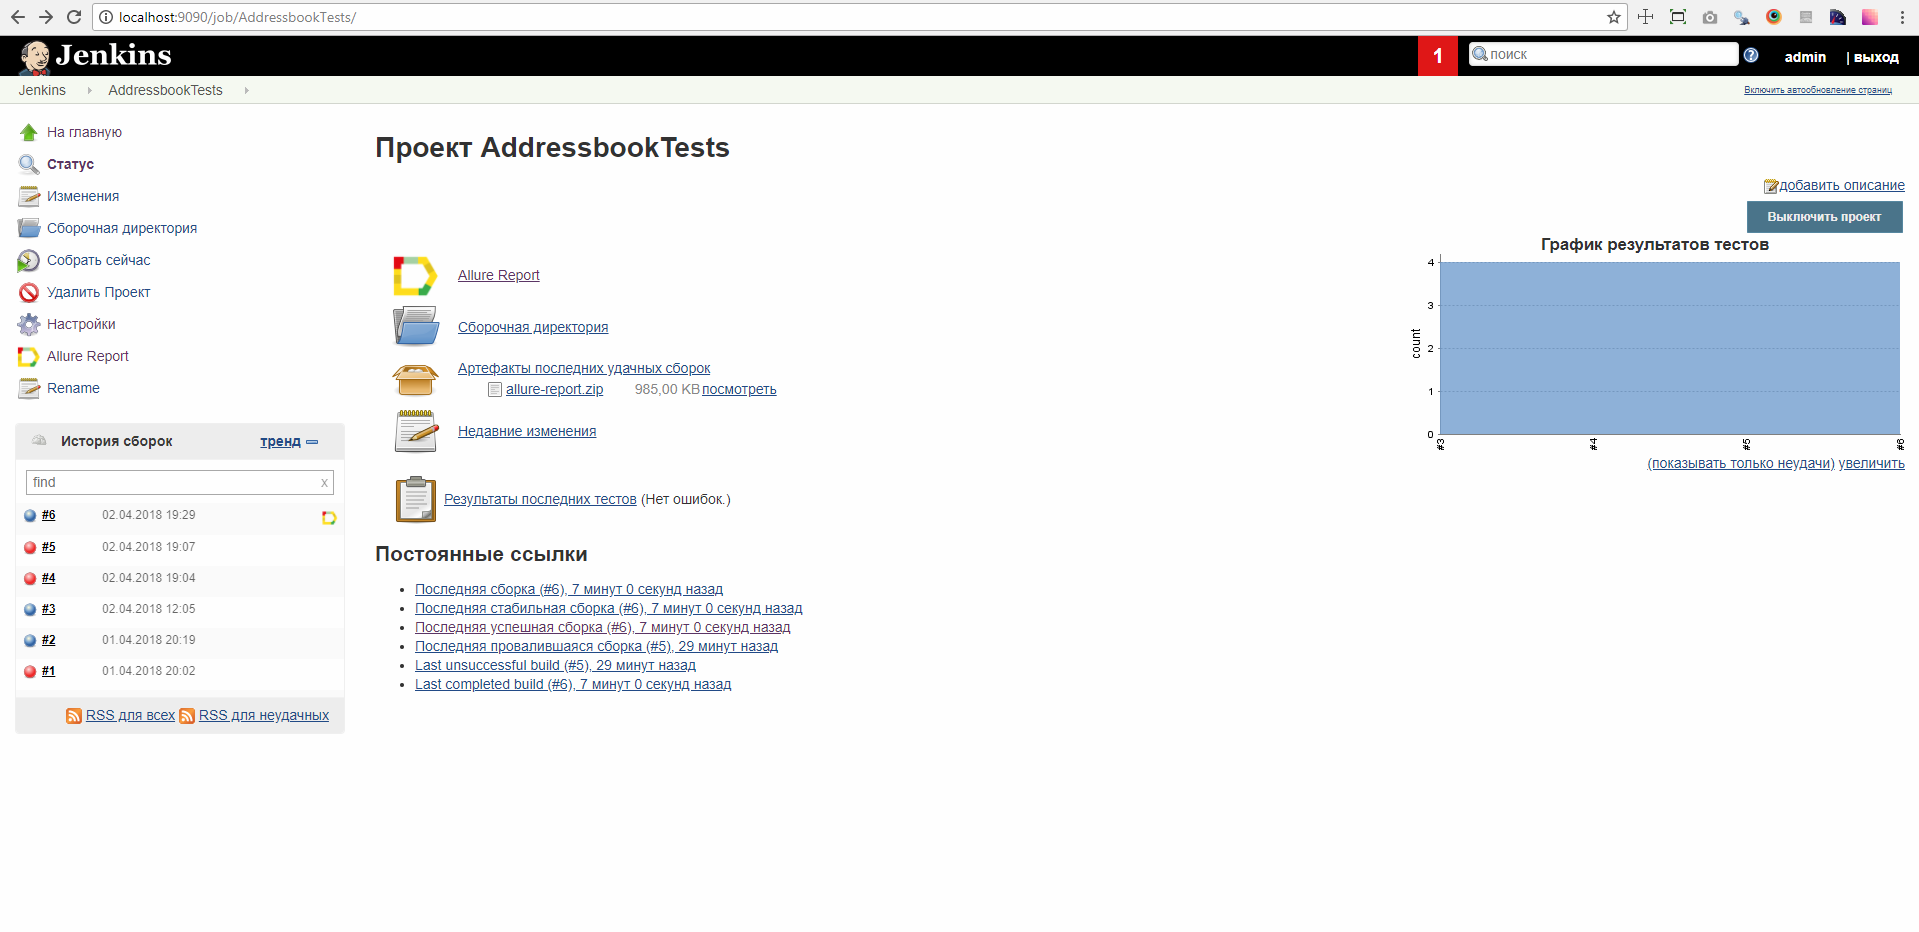 localhost:9090/job/AddressbookTests/
Jenkins
1
поиск
admin
| выход
Jenkins
AddressbookTests
Включить автообновление страниц
На главную
Статус
Изменения
Сборочная директория
Собрать сейчас
Удалить Проект
Настройки
Allure Report
Rename
История сборок
тренд
find
x
#6 02.04.2018 19:29
#5 02.04.2018 19:07
#4 02.04.2018 19:04
#3 02.04.2018 12:05
#2 01.04.2018 20:19
#1 01.04.2018 20:02
RSS для всех RSS для неудачных
Проект AddressbookTests
добавить описание
Выключить проект
Allure Report
Сборочная директория
Артефакты последних удачных сборок
allure-report.zip 985,00 KB посмотреть
Недавние изменения
Результаты последних тестов (Нет ошибок.)
Постоянные ссылки
Последняя сборка (#6), 7 минут 0 секунд назад
Последняя стабильная сборка (#6), 7 минут 0 секунд назад
Последняя успешная сборка (#6), 7 минут 0 секунд назад
Последняя провалившаяся сборка (#5), 29 минут назад
Last unsuccessful build (#5), 29 минут назад
Last completed build (#6), 7 минут 0 секунд назад
График результатов тестов
4
3
2
1
0
count
#3
#4
#5
#6
(показывать только неудачи) увеличить